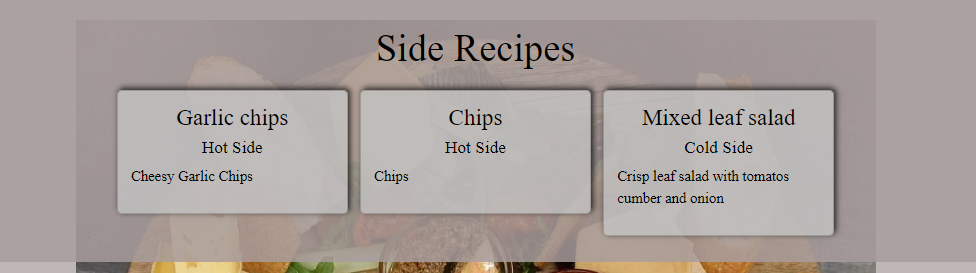 Side Recipes
Garlic chips
Hot Side
Cheesy Garlic Chips
Chips
Hot Side
Chips
Mixed leaf salad
Cold Side
Crisp leaf salad with tomatos
cumber and onion